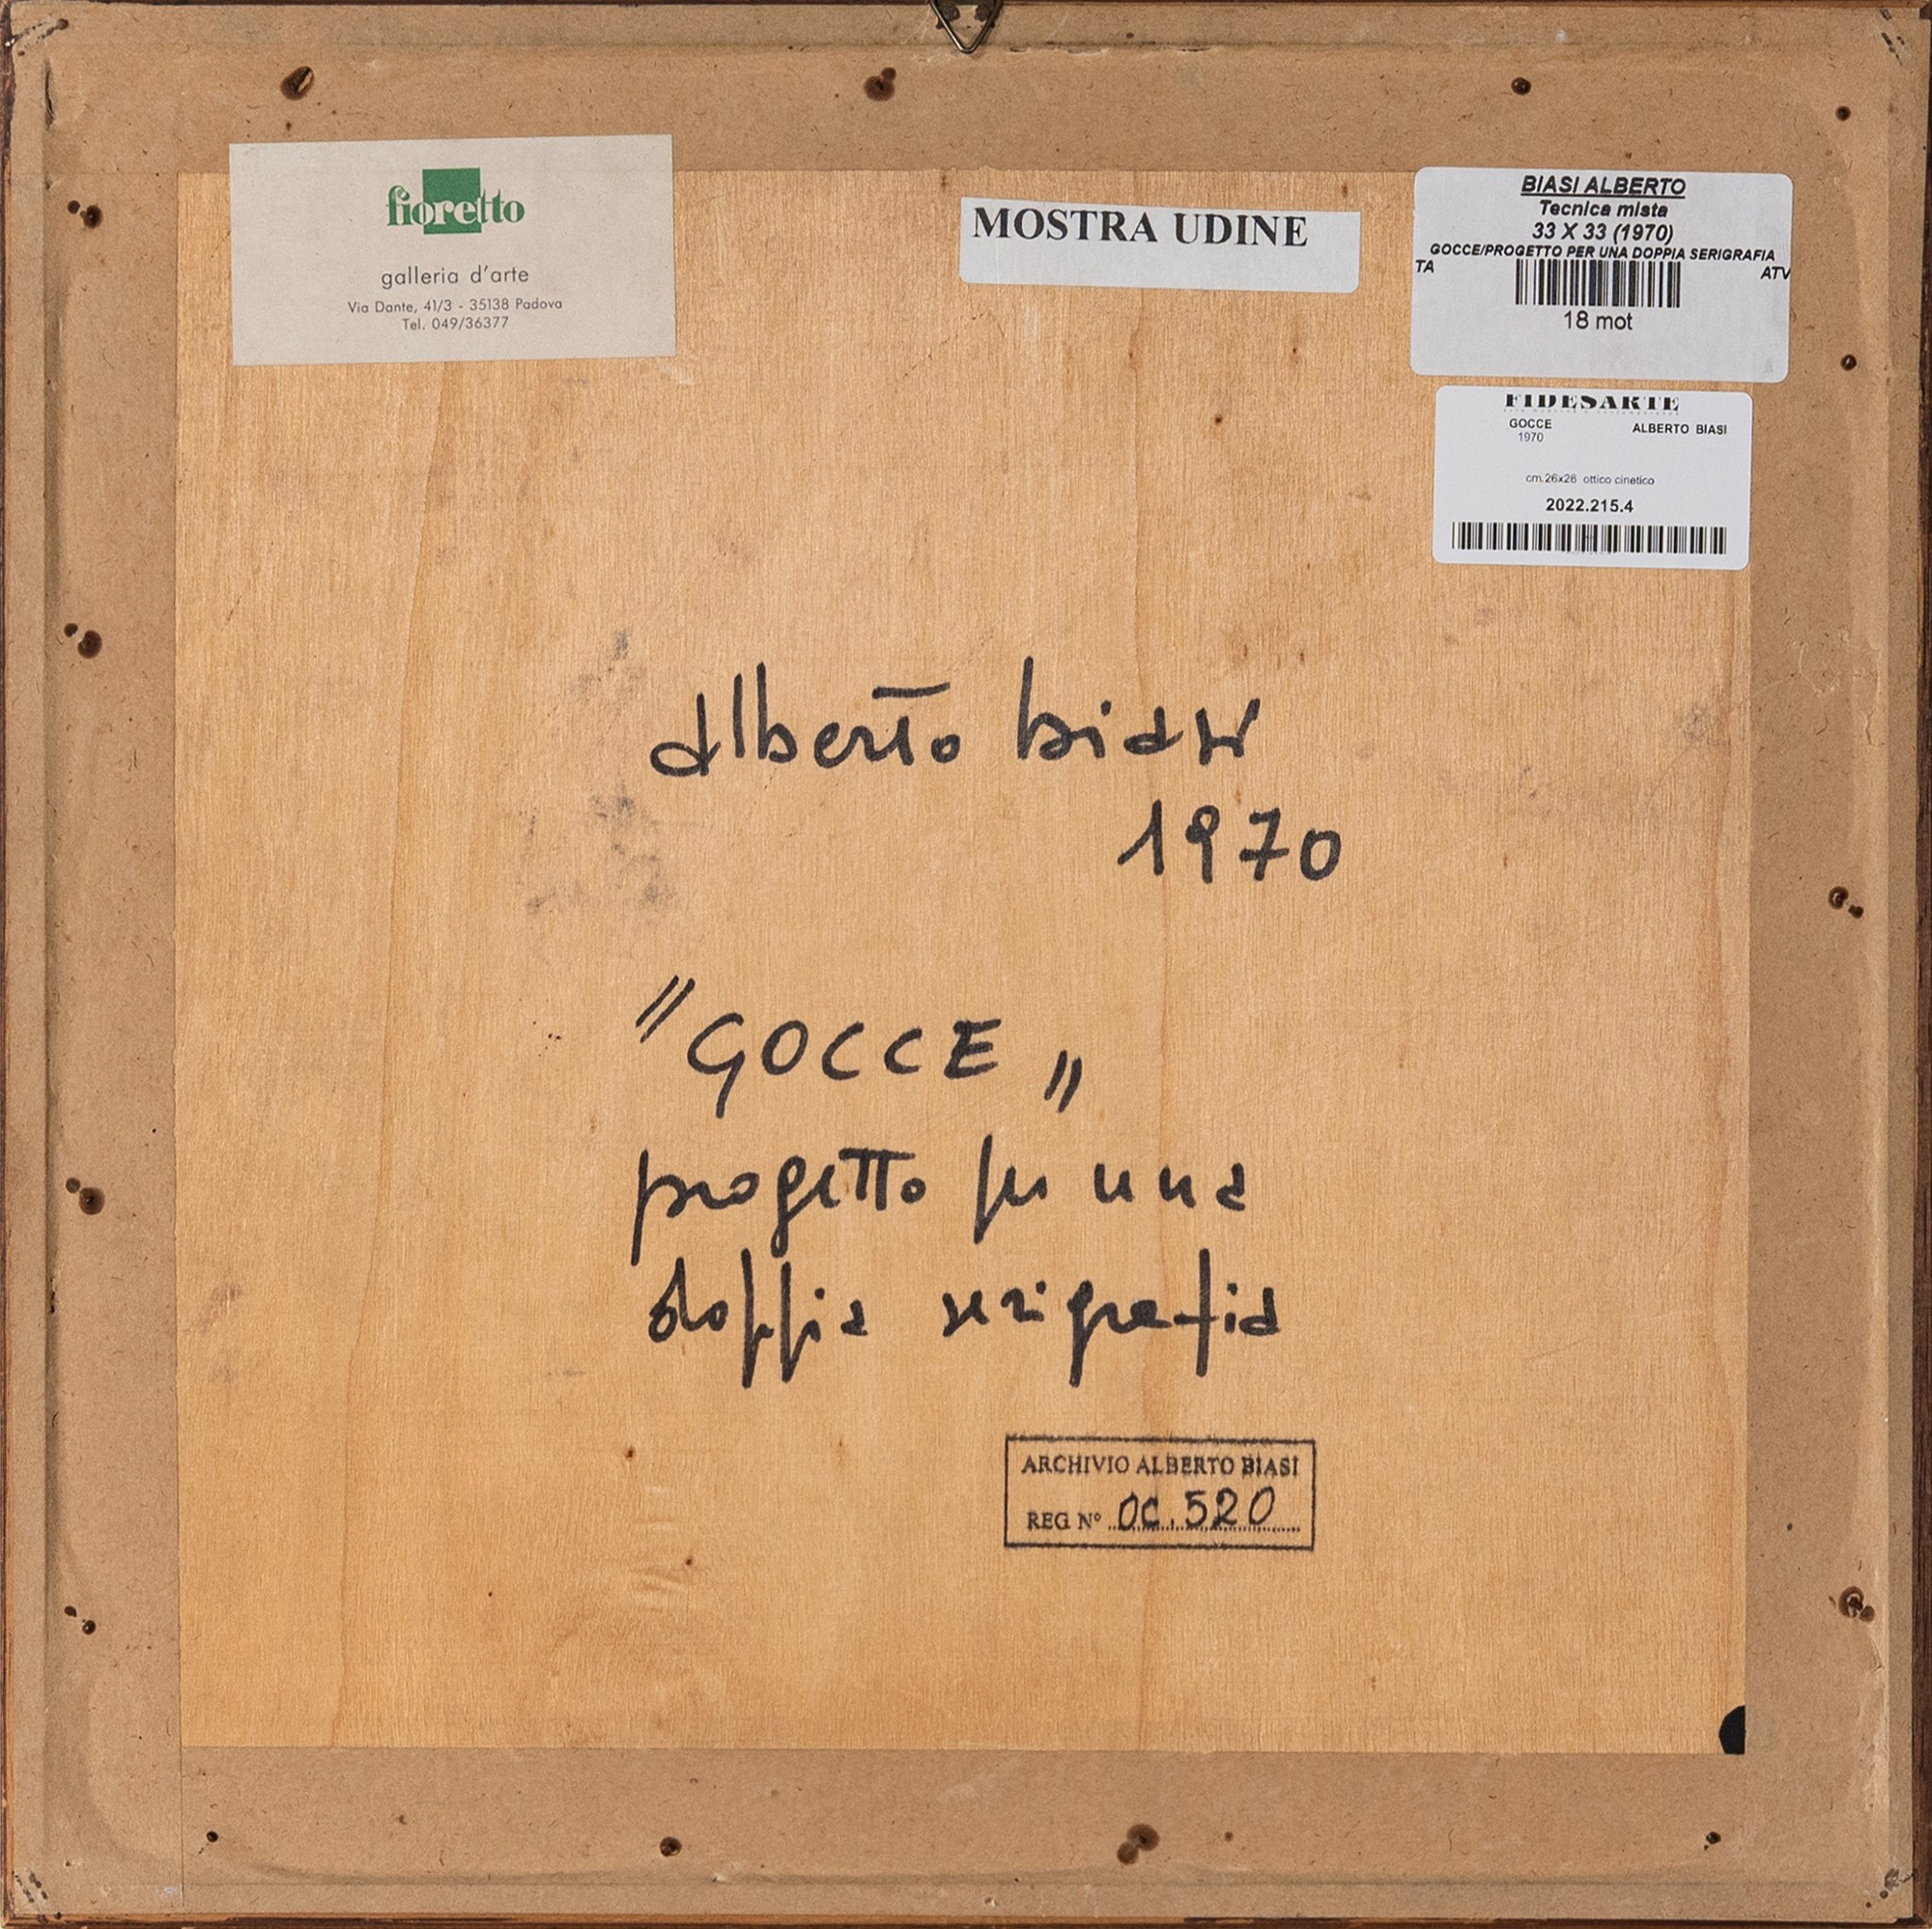 fioretto
galleria d'arte
Via Dante, 41/3 - 35138 Padova
Tel. 049/36377
MOSTRA UDINE
BIASI ALBERTO
Tecnica mista
33 X 33 (1970)
GOCCE/PROGETTO PER UNA DOPPIA SERIGRAFIA
TA ATV
18 mot
FIDESARTE
GOCCE ALBERTO BIASI
1970
cm.26x26 ottico cinetico
2022.215.4
alberto biasi
1970
"GOCCE„
progetto per una
doppia serigrafia
ARCHIVIO ALBERTO BIASI
REG N° OC.520